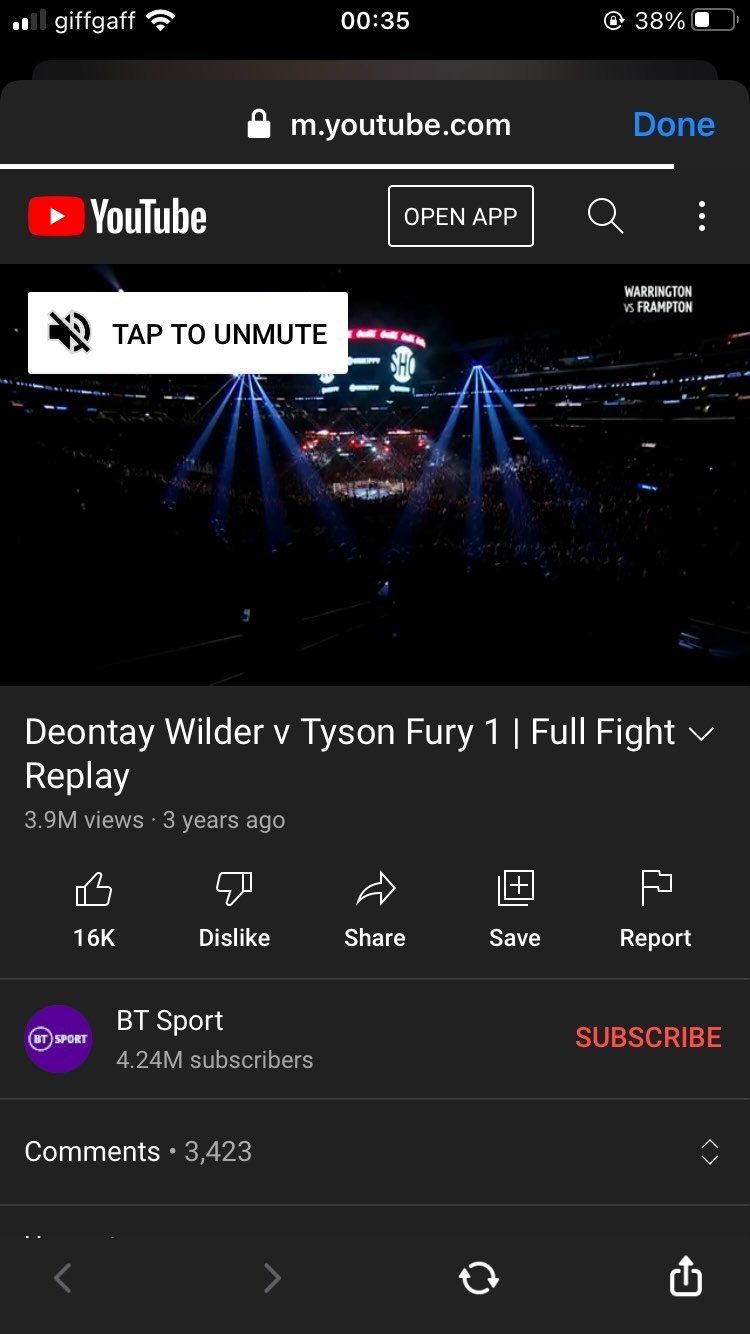 giffgaff 00:35 38%
m.youtube.com Done
YouTube OPEN APP
TAP TO UNMUTE
WARRINGTON
VS FRAMPTON
SHO
Deontay Wilder v Tyson Fury 1 | Full Fight
Replay
3.9M views · 3 years ago
16K Dislike Share Save Report
BT Sport
BT SPORT
4.24M subscribers
SUBSCRIBE
Comments • 3,423